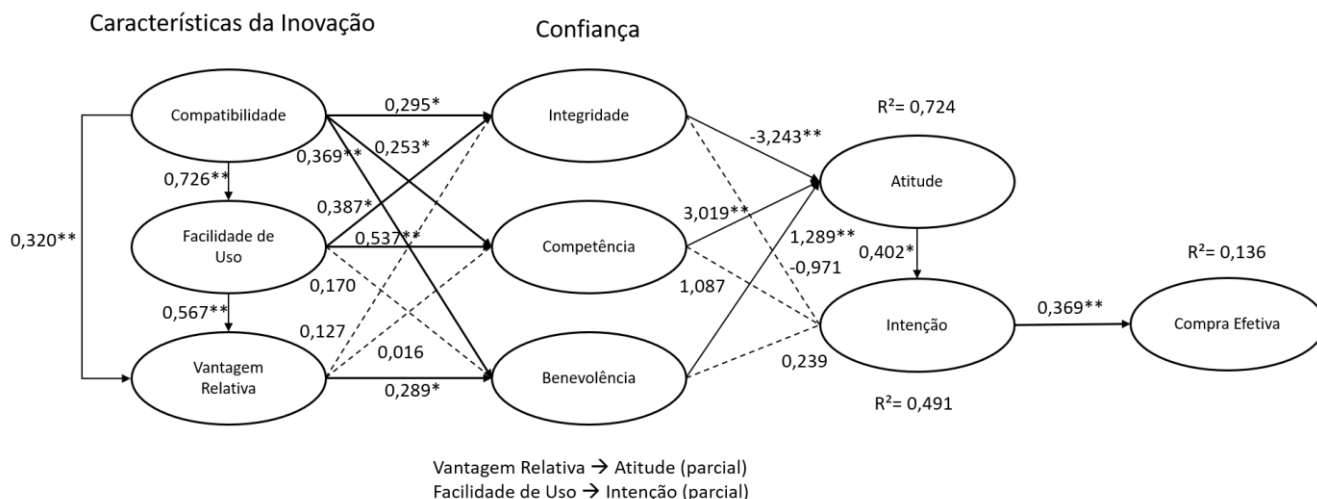 Características da Inovação
Confiança
Compatibilidade
0,295*
Integridade
R²= 0,724
0,253*
-3,243**
0,369**
0,726**
Atitude
0,387*
3,019**
0,320**
Facilidade de
Uso
0,537**
Competência
1,289**
0,402*
R²= 0,136
-0,971
0,170
1,087
0,567**
Intenção
0,369**
Compra Efetiva
0,127
0,016
0,239
Vantagem
Relativa
0,289*
Benevolência
R²= 0,491
Vantagem Relativa → Atitude (parcial)
Facilidade de Uso → Intenção (parcial)